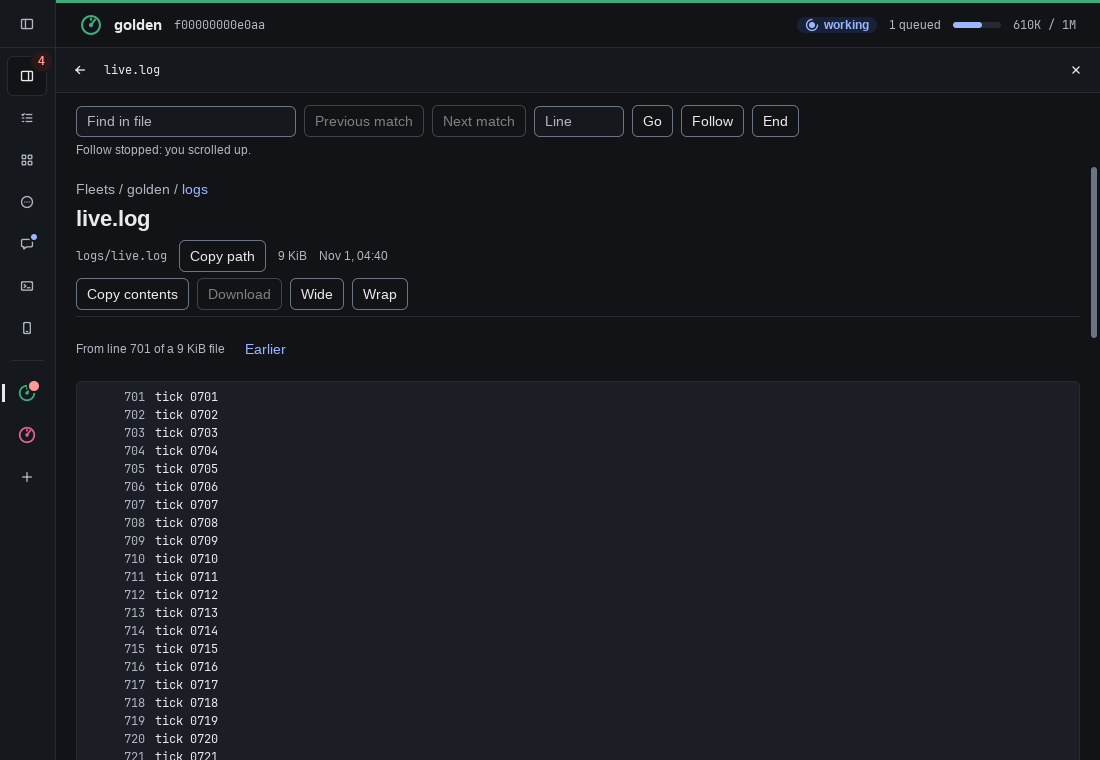 golden f00000000e0aa working 1 queued 610K / 1M
4
live.log
Find in file Previous match Next match Line Go Follow End
Follow stopped: you scrolled up.
Fleets / golden / logs
live.log
logs/live.log Copy path 9 KiB Nov 1, 04:40
Copy contents Download Wide Wrap
From line 701 of a 9 KiB file Earlier
701 tick 0701
702 tick 0702
703 tick 0703
704 tick 0704
705 tick 0705
706 tick 0706
707 tick 0707
708 tick 0708
709 tick 0709
710 tick 0710
711 tick 0711
712 tick 0712
713 tick 0713
714 tick 0714
715 tick 0715
716 tick 0716
717 tick 0717
718 tick 0718
719 tick 0719
720 tick 0720
721 tick 0721